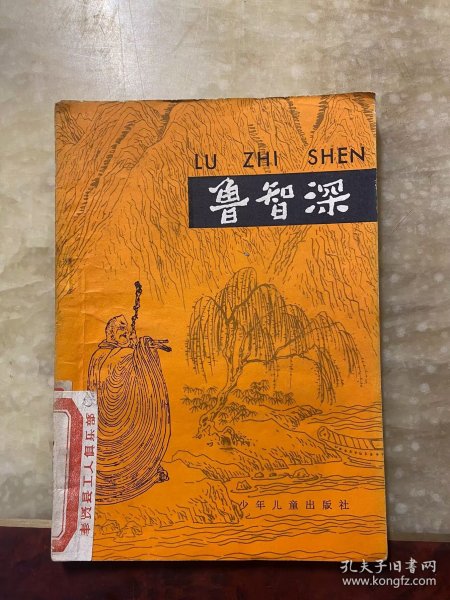 LU ZHI SHEN
鲁智深
奉贤县工人俱乐部
少年儿童出版社
孔夫子旧书网
www.kongfz.com